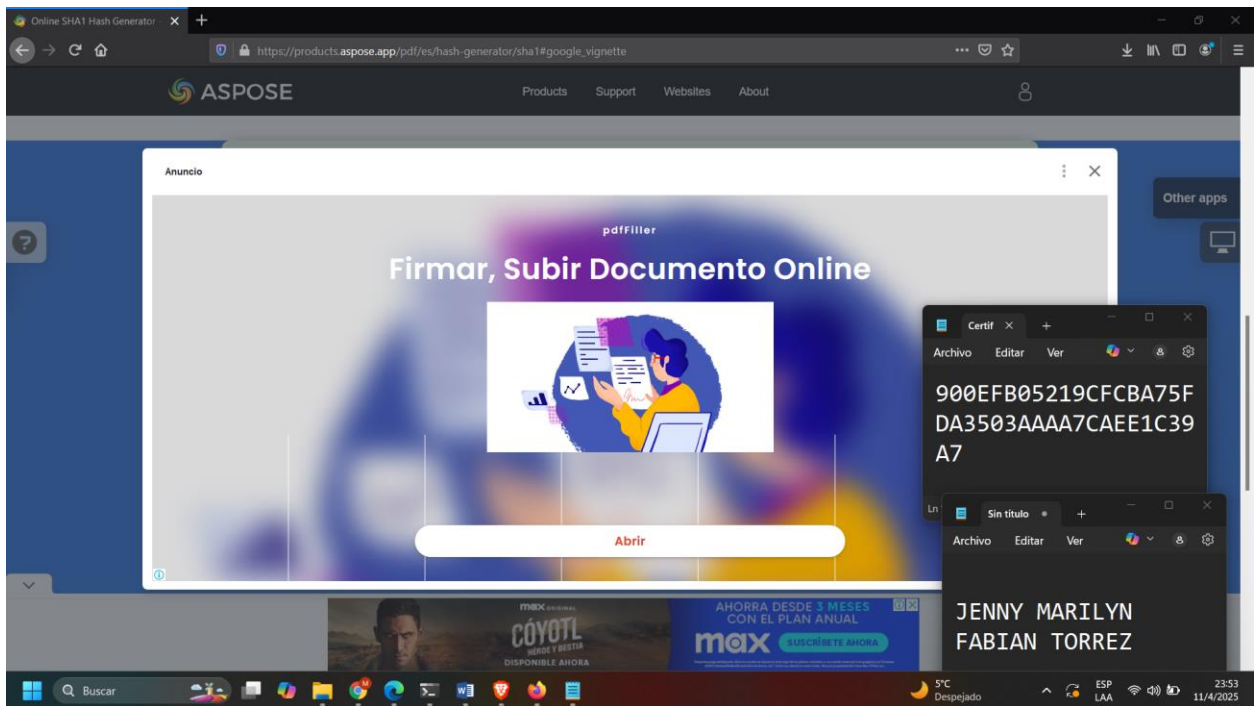 Online SHA1 Hash Generator -
https://products.aspose.app/pdf/es/hash-generator/sha1#google_vignette
ASPOSE
Products Support Websites About
Anuncio
Other apps
pdfFiller
Firmar, Subir Documento Online
Abrir
Certif
Archivo Editar Ver
900EFB05219CFCBA75F
DA3503AAAA7CAEE1C39
A7
Ln
Sin título
Archivo Editar Ver
JENNY MARILYN
FABIAN TORREZ
max ORIGINAL
CÓYOTL
HÉROE Y BESTIA
DISPONIBLE AHORA
AHORRA DESDE 3 MESES
CON EL PLAN ANUAL
max
SUSCRÍBETE AHORA
Buscar
5°C
Despejado
ESP
LAA
23:53
11/4/2025